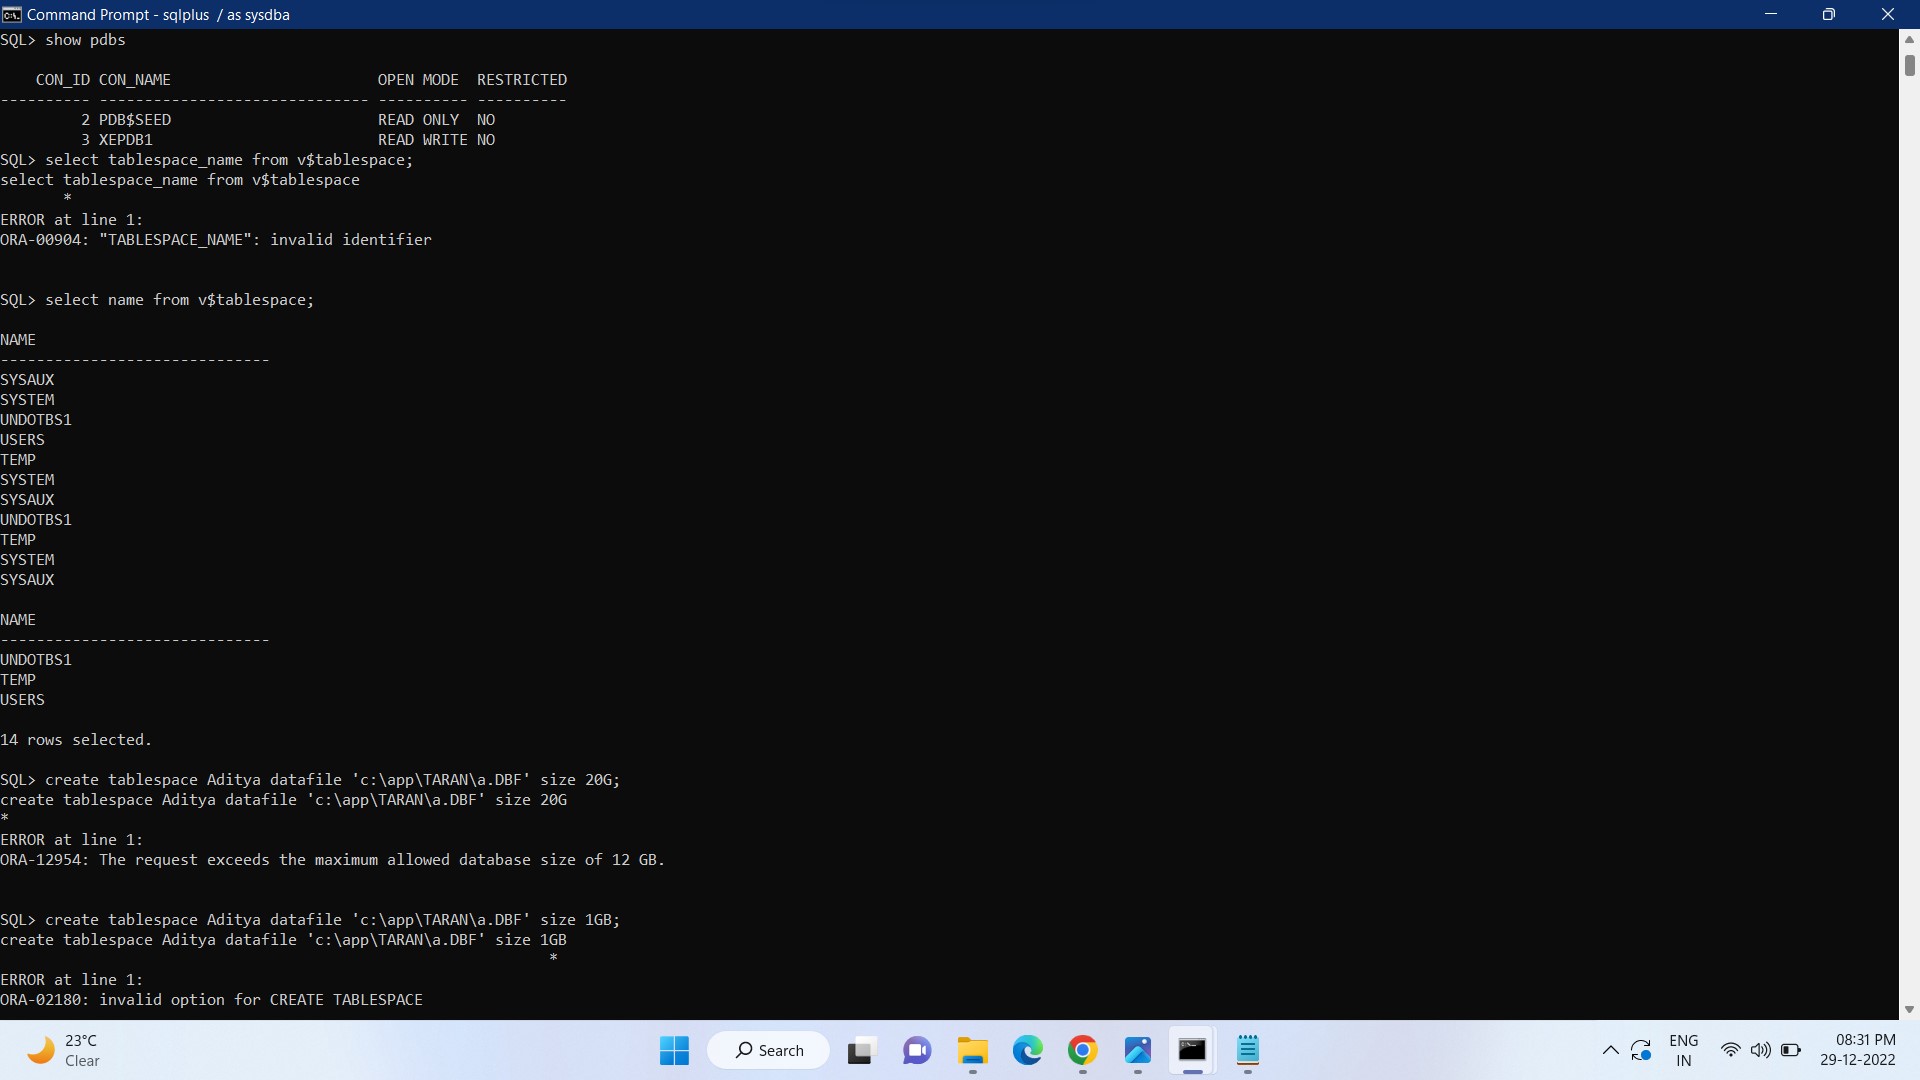 Command Prompt - sqlplus  / as sysdba
SQL> show pdbs
    CON_ID CON_NAME                       OPEN MODE  RESTRICTED
---------- ------------------------------ ---------- ----------
         2 PDB$SEED                       READ ONLY  NO
         3 XEPDB1                         READ WRITE NO
SQL> select tablespace_name from v$tablespace;
select tablespace_name from v$tablespace
       *
ERROR at line 1:
ORA-00904: "TABLESPACE_NAME": invalid identifier
SQL> select name from v$tablespace;
NAME
------------------------------
SYSAUX
SYSTEM
UNDOTBS1
USERS
TEMP
SYSTEM
SYSAUX
UNDOTBS1
TEMP
SYSTEM
SYSAUX
NAME
------------------------------
UNDOTBS1
TEMP
USERS
14 rows selected.
SQL> create tablespace Aditya datafile 'c:\app\TARAN\a.DBF' size 20G;
create tablespace Aditya datafile 'c:\app\TARAN\a.DBF' size 20G
*
ERROR at line 1:
ORA-12954: The request exceeds the maximum allowed database size of 12 GB.
SQL> create tablespace Aditya datafile 'c:\app\TARAN\a.DBF' size 1GB;
create tablespace Aditya datafile 'c:\app\TARAN\a.DBF' size 1GB
                                                             *
ERROR at line 1:
ORA-02180: invalid option for CREATE TABLESPACE
23°C
Clear
Search
ENG
IN
08:31 PM
29-12-2022